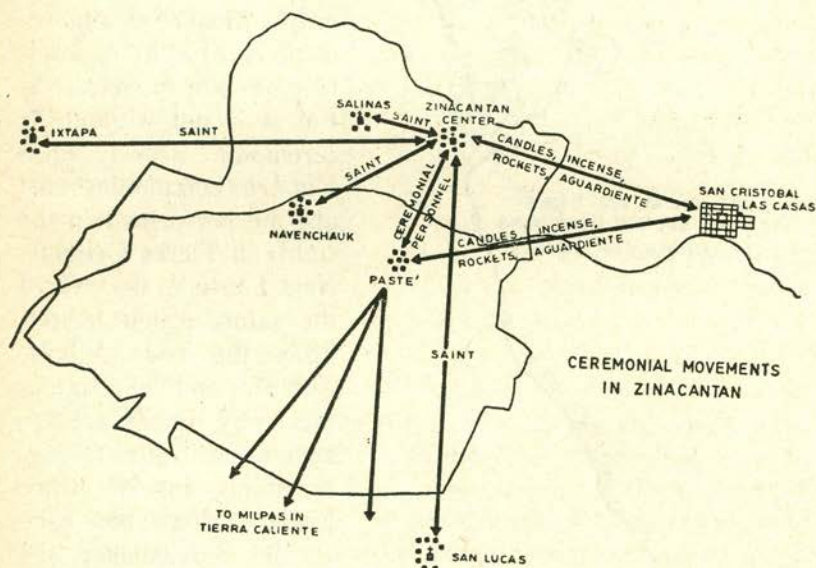 SALINAS
ZINACANTAN
CENTER
IXTAPA
SAINT
SAINT
SAINT
CANDLES, INCENSE,
ROCKETS, AGUARDIENTE
SAN CRISTOBAL
LAS CASAS
NAVENCHAUK
CEREMONIAL
PERSONNEL
CANDLES, INCENSE,
ROCKETS, AGUARDIENTE
PASTE'
SAINT
CEREMONIAL MOVEMENTS
IN ZINACANTAN
TO MILPAS IN
TIERRA CALIENTE
SAN LUCAS